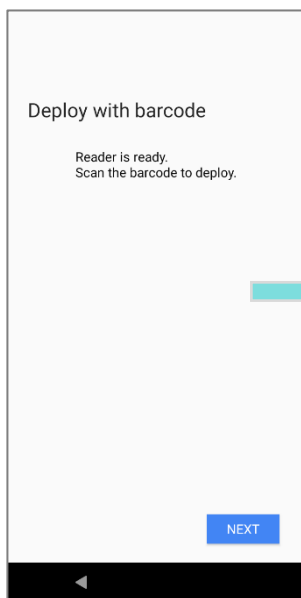 Deploy with barcode
Reader is ready.
Scan the barcode to deploy.
NEXT